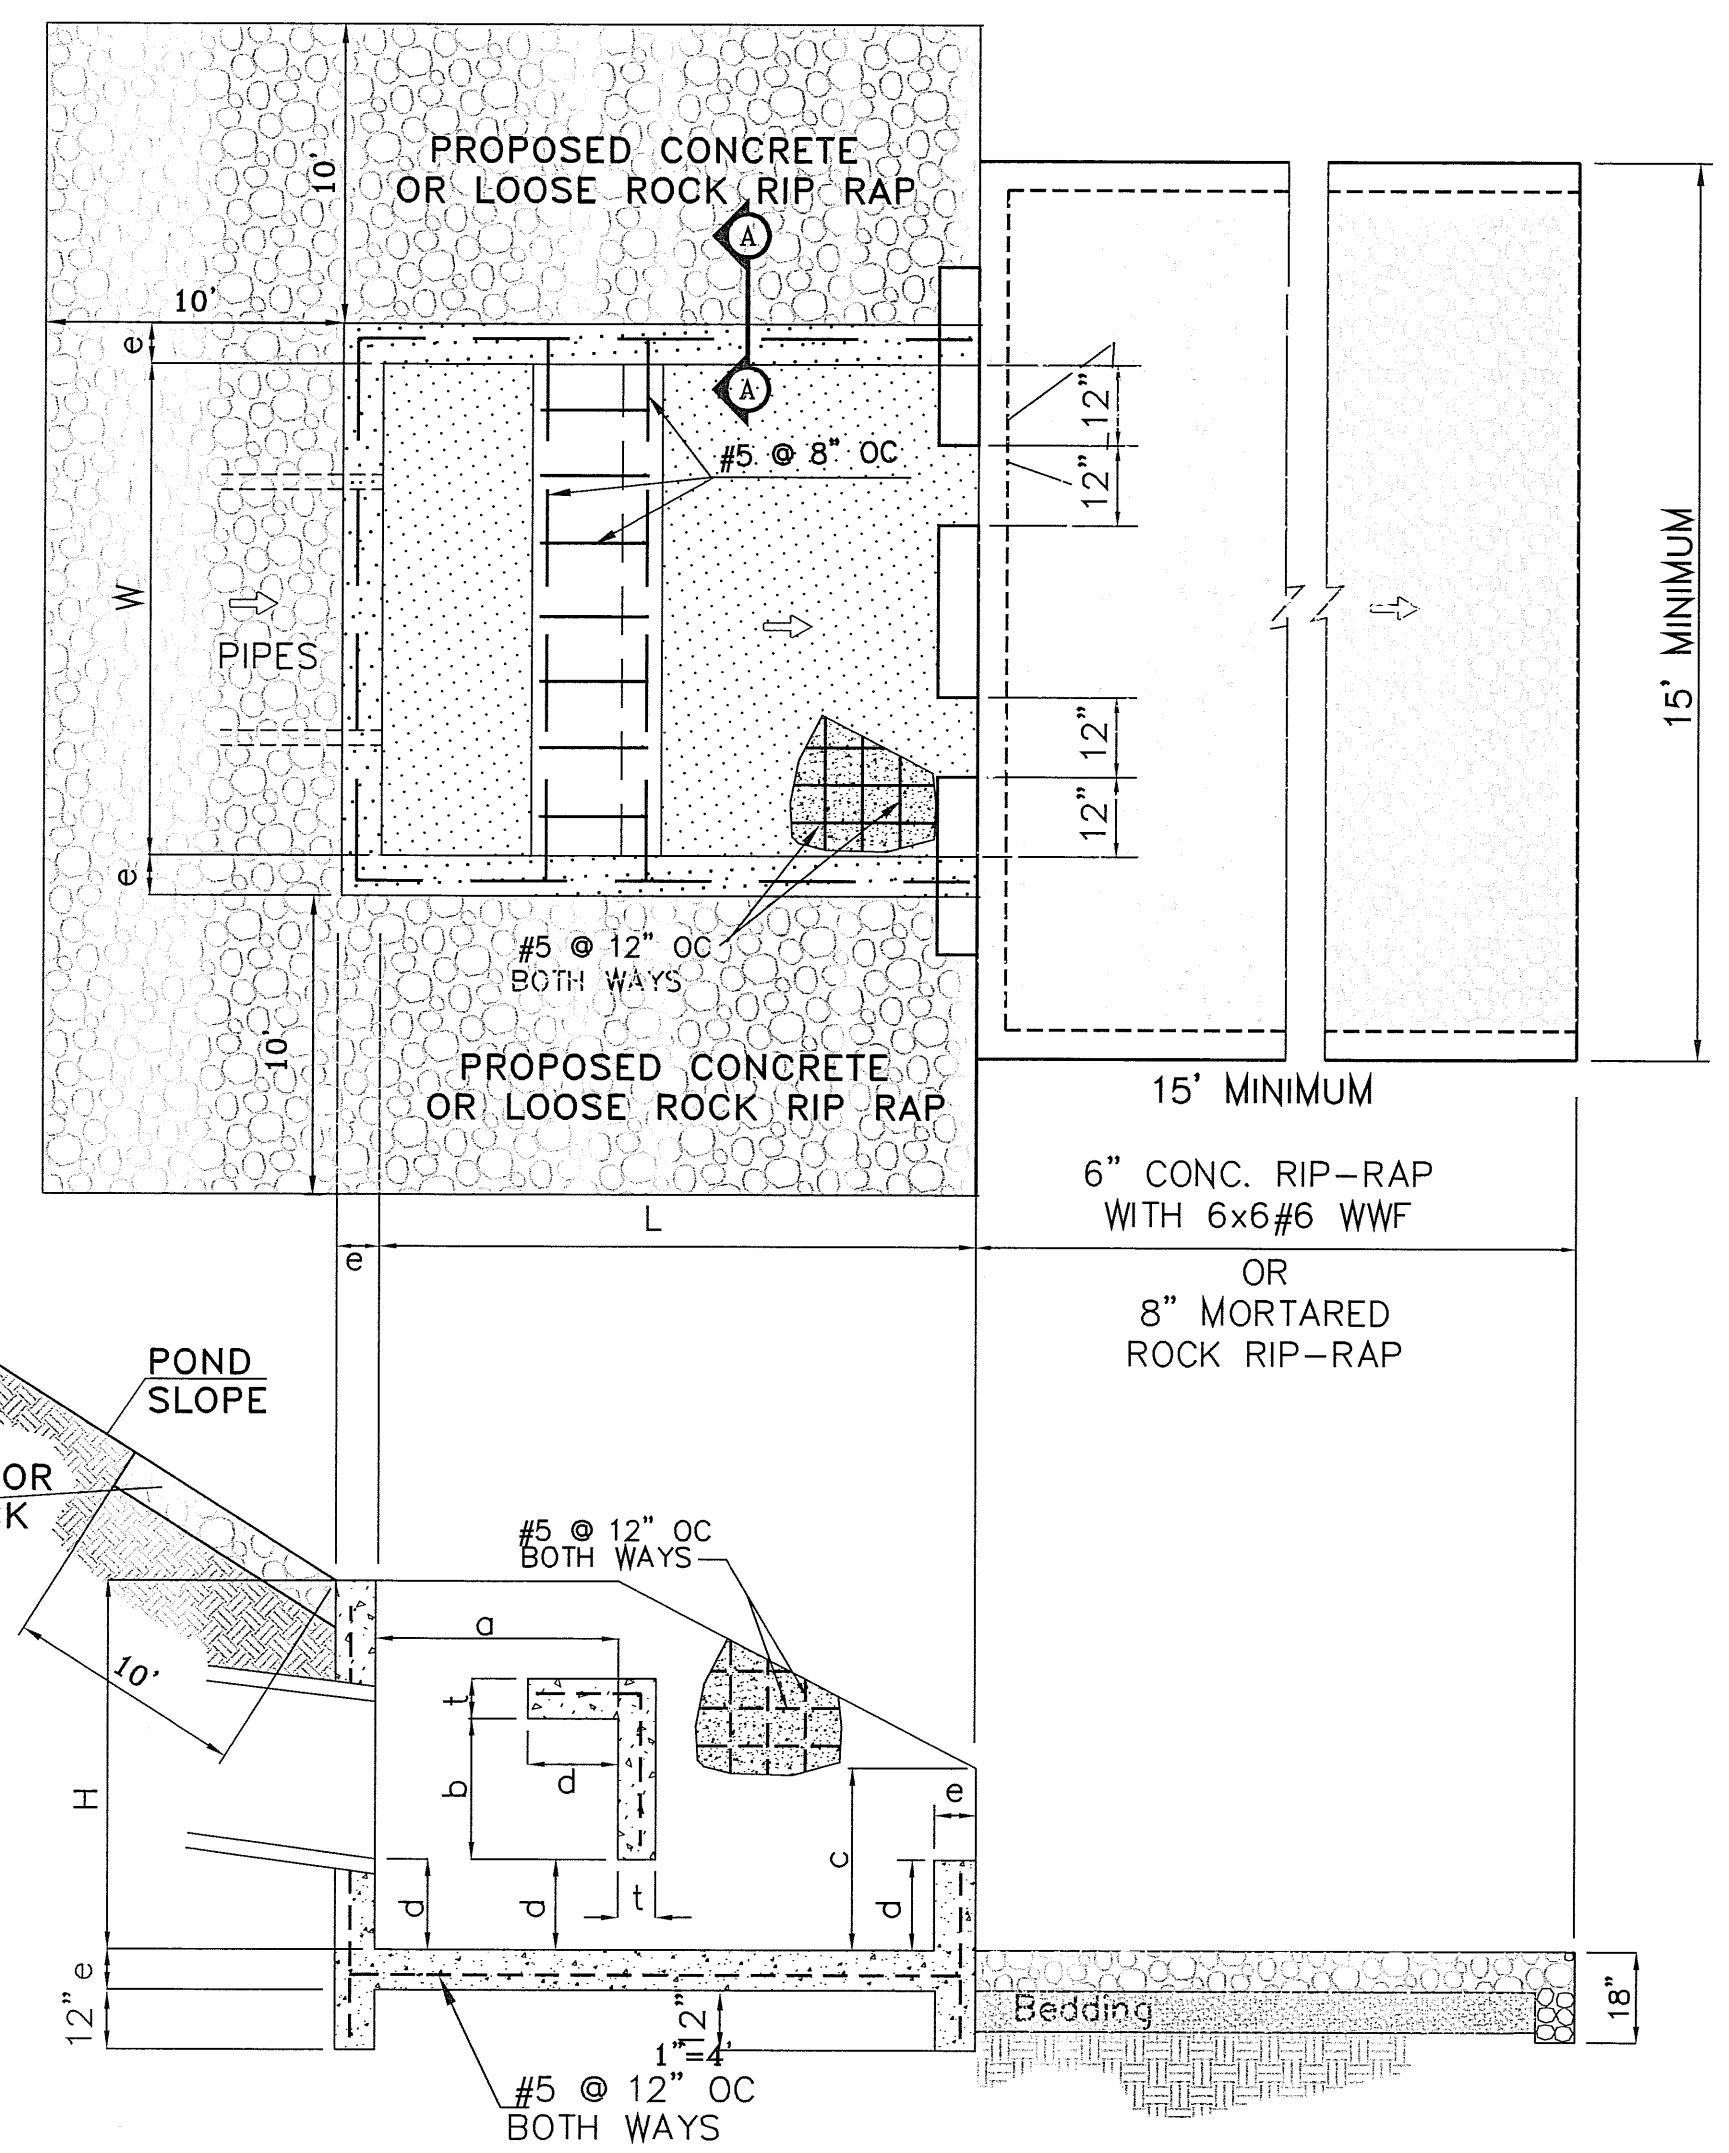 10'
PROPOSED CONCRETE
OR LOOSE ROCK RIP RAP
A
10'
e
A
12"
#5 @ 8" OC
12"
W
15' MINIMUM
PIPES
12"
12"
e
#5 @ 12" OC
BOTH WAYS
10'
PROPOSED CONCRETE
OR LOOSE ROCK RIP RAP
15' MINIMUM
6" CONC. RIP-RAP
WITH 6x6#6 WWF
L
e
OR
8" MORTARED
ROCK RIP-RAP
POND
SLOPE
OR
K
#5 @ 12" OC
BOTH WAYS
a
10'
t
d
b
H
e
c
d
d
t
d
e
12"
12"
Bedding
18"
1"=4'
#5 @ 12" OC
BOTH WAYS